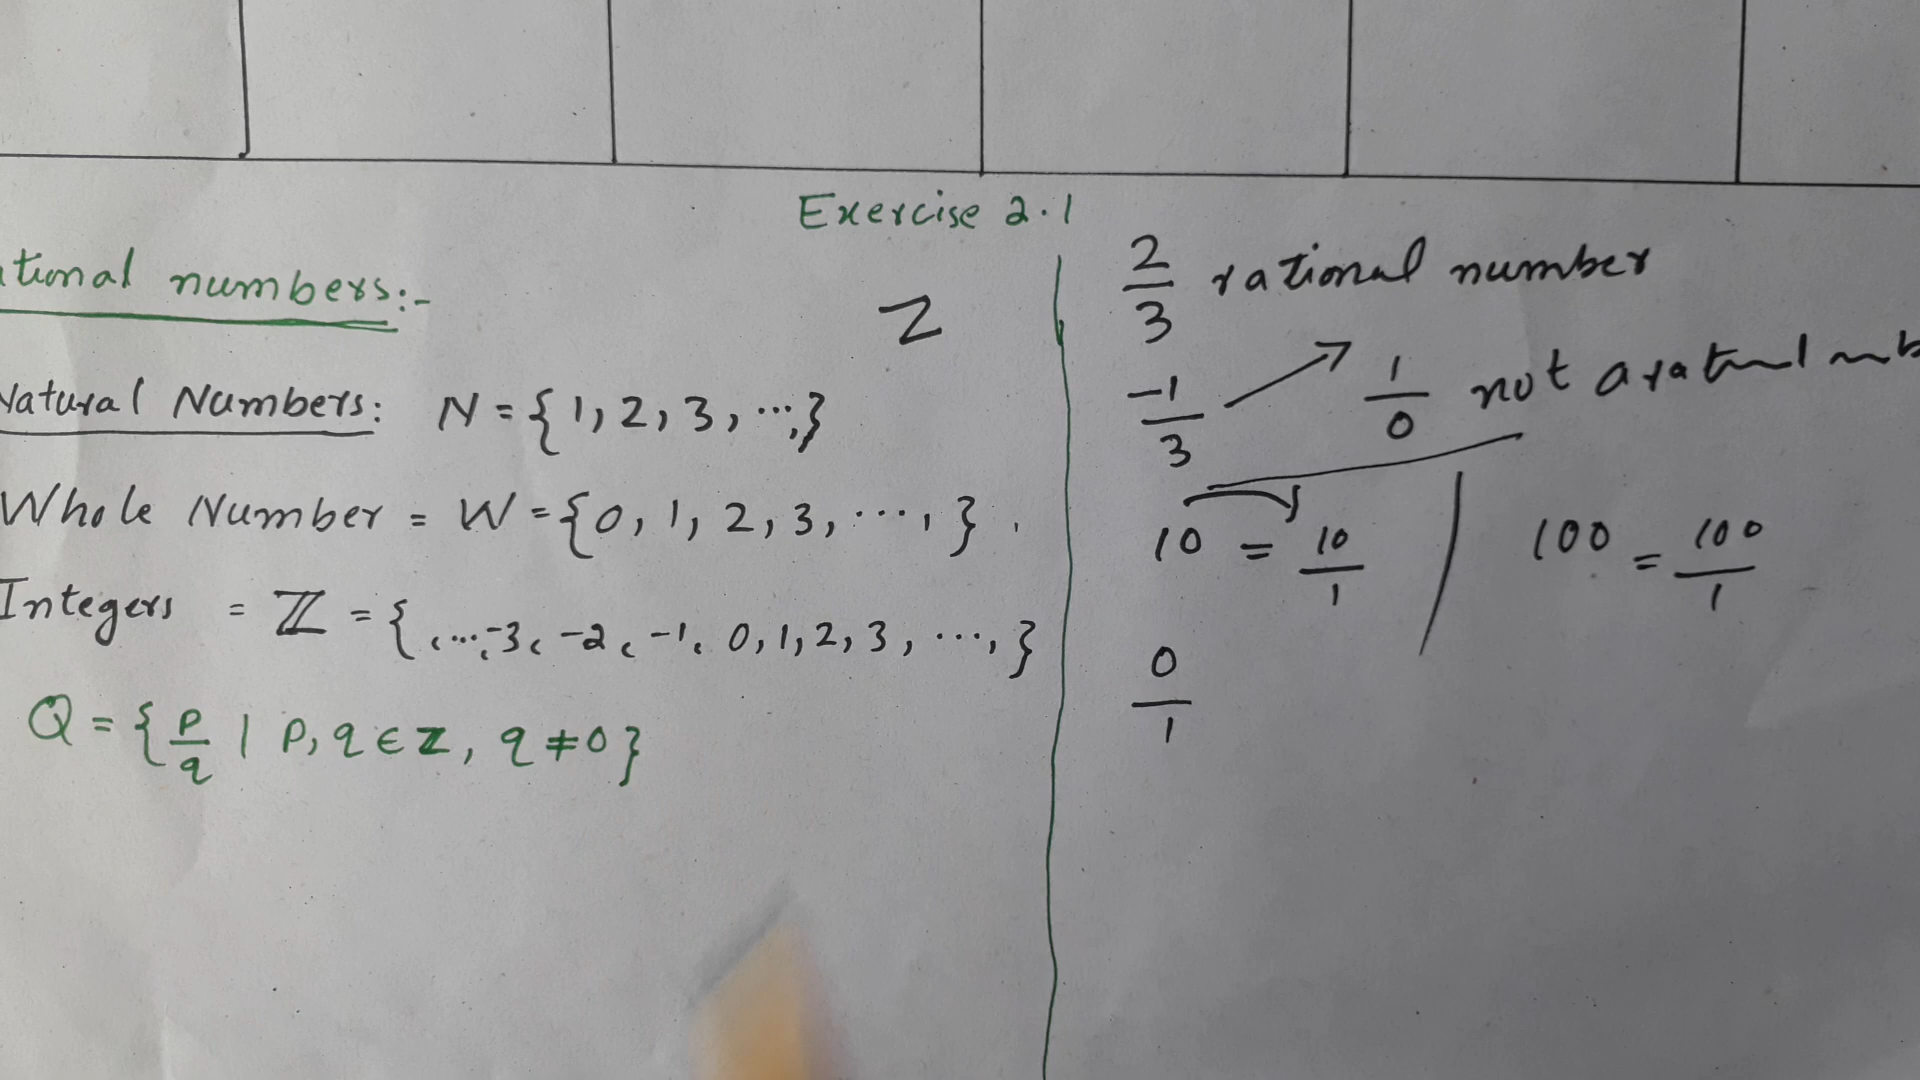 Exercise 2.1
tional numbers:-
Natural Numbers: N = {1, 2, 3, ...,}
Whole Number = W = {0, 1, 2, 3, ..., } .
Integers = ℤ = {, ..., -3, -2, -1, 0, 1, 2, 3, ..., }
Q = {p/q | p, q ∈ Z, q ≠ 0}
Z
2/3 rational number
-1/3 1/0 not a
10 = 10/1 100 = 100/1
0/1